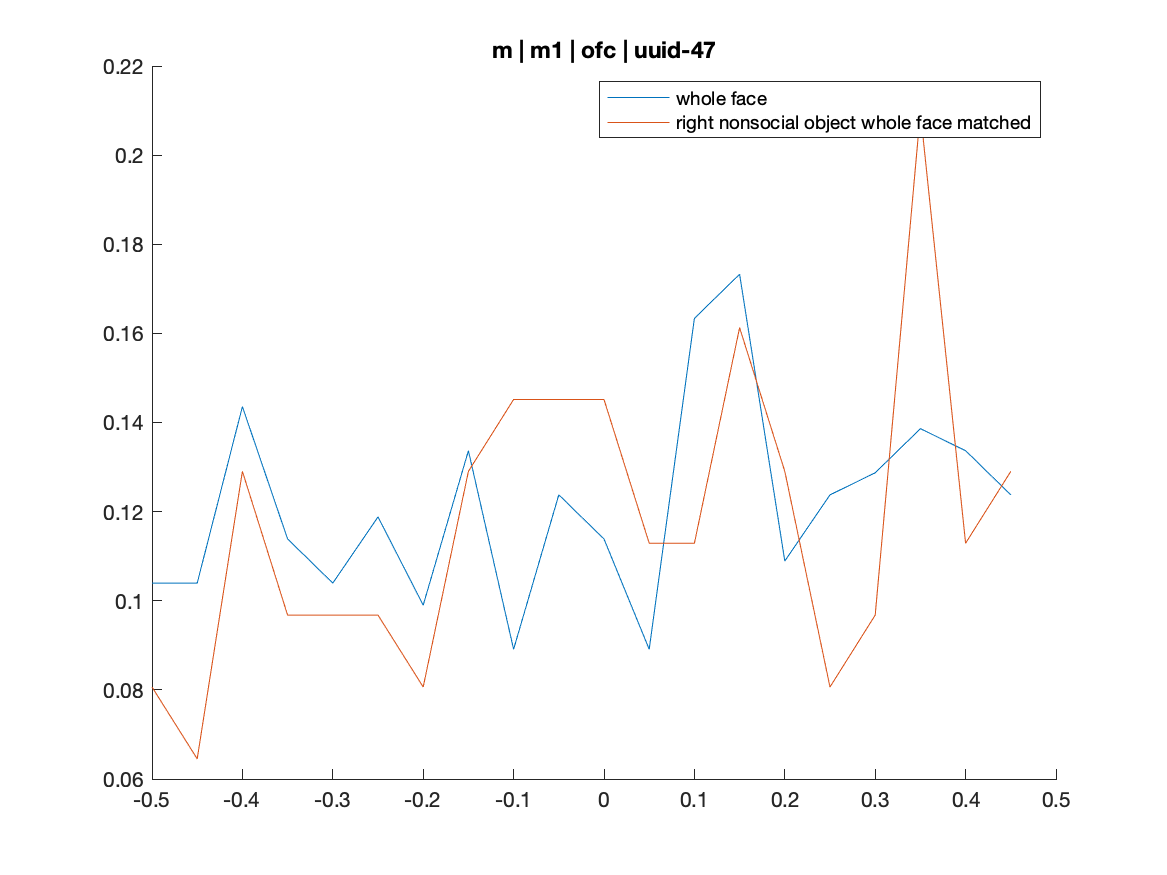 m | m1 | ofc | uuid-47
whole face
right nonsocial object whole face matched
0.22
0.2
0.18
0.16
0.14
0.12
0.1
0.08
0.06
-0.5 -0.4 -0.3 -0.2 -0.1 0 0.1 0.2 0.3 0.4 0.5